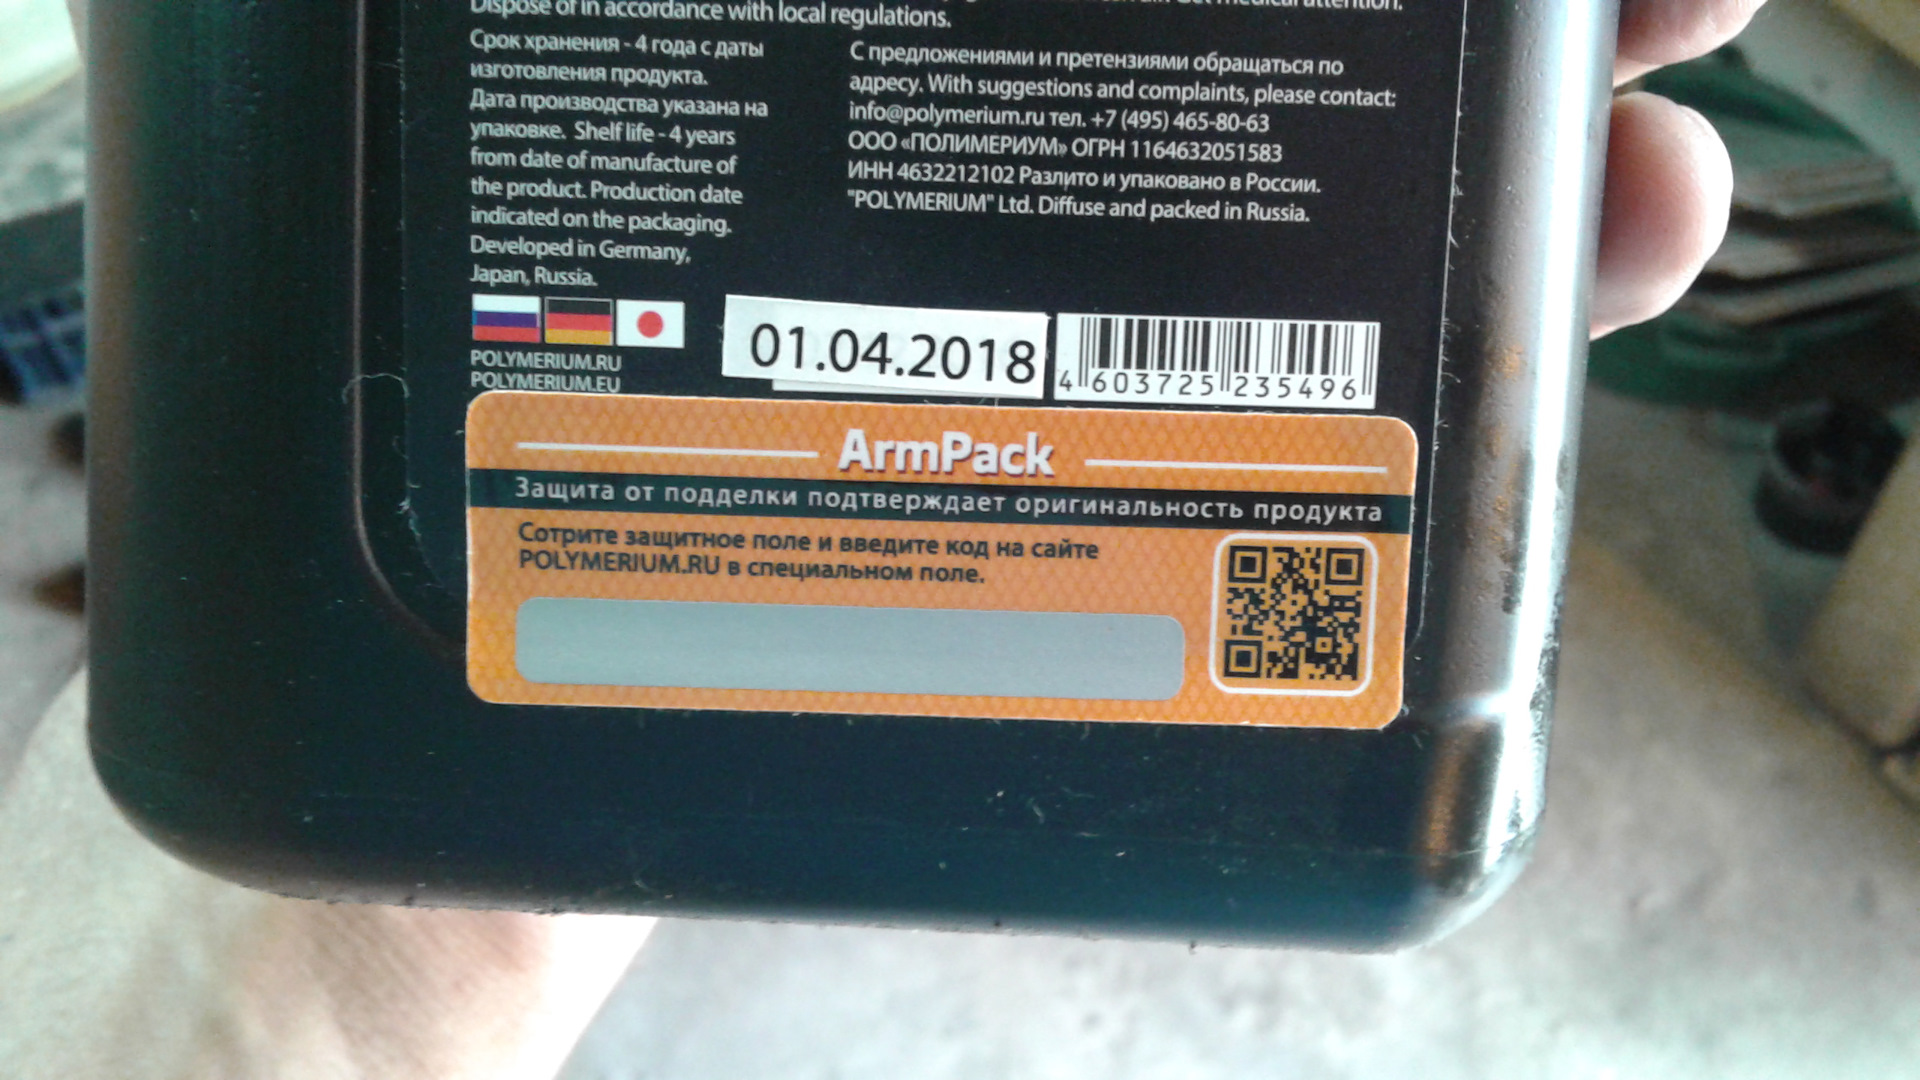 Dispose of in accordance with local regulations.
Срок хранения - 4 года с даты
изготовления продукта.
Дата производства указана на
упаковке. Shelf life - 4 years
from date of manufacture of
the product. Production date
indicated on the packaging.
Developed in Germany,
Japan, Russia.
С предложениями и претензиями обращаться по
адресу. With suggestions and complaints, please contact:
info@polymerium.ru тел. +7 (495) 465-80-63
ООО «ПОЛИМЕРИУМ» ОГРН 1164632051583
ИНН 4632212102 Разлито и упаковано в России.
"POLYMERIUM" Ltd. Diffuse and packed in Russia.
POLYMERIUM.RU
POLYMERIUM.EU
01.04.2018
4 603725 235496
ArmPack
Защита от подделки подтверждает оригинальность продукта
Сотрите защитное поле и введите код на сайте
POLYMERIUM.RU в специальном поле.